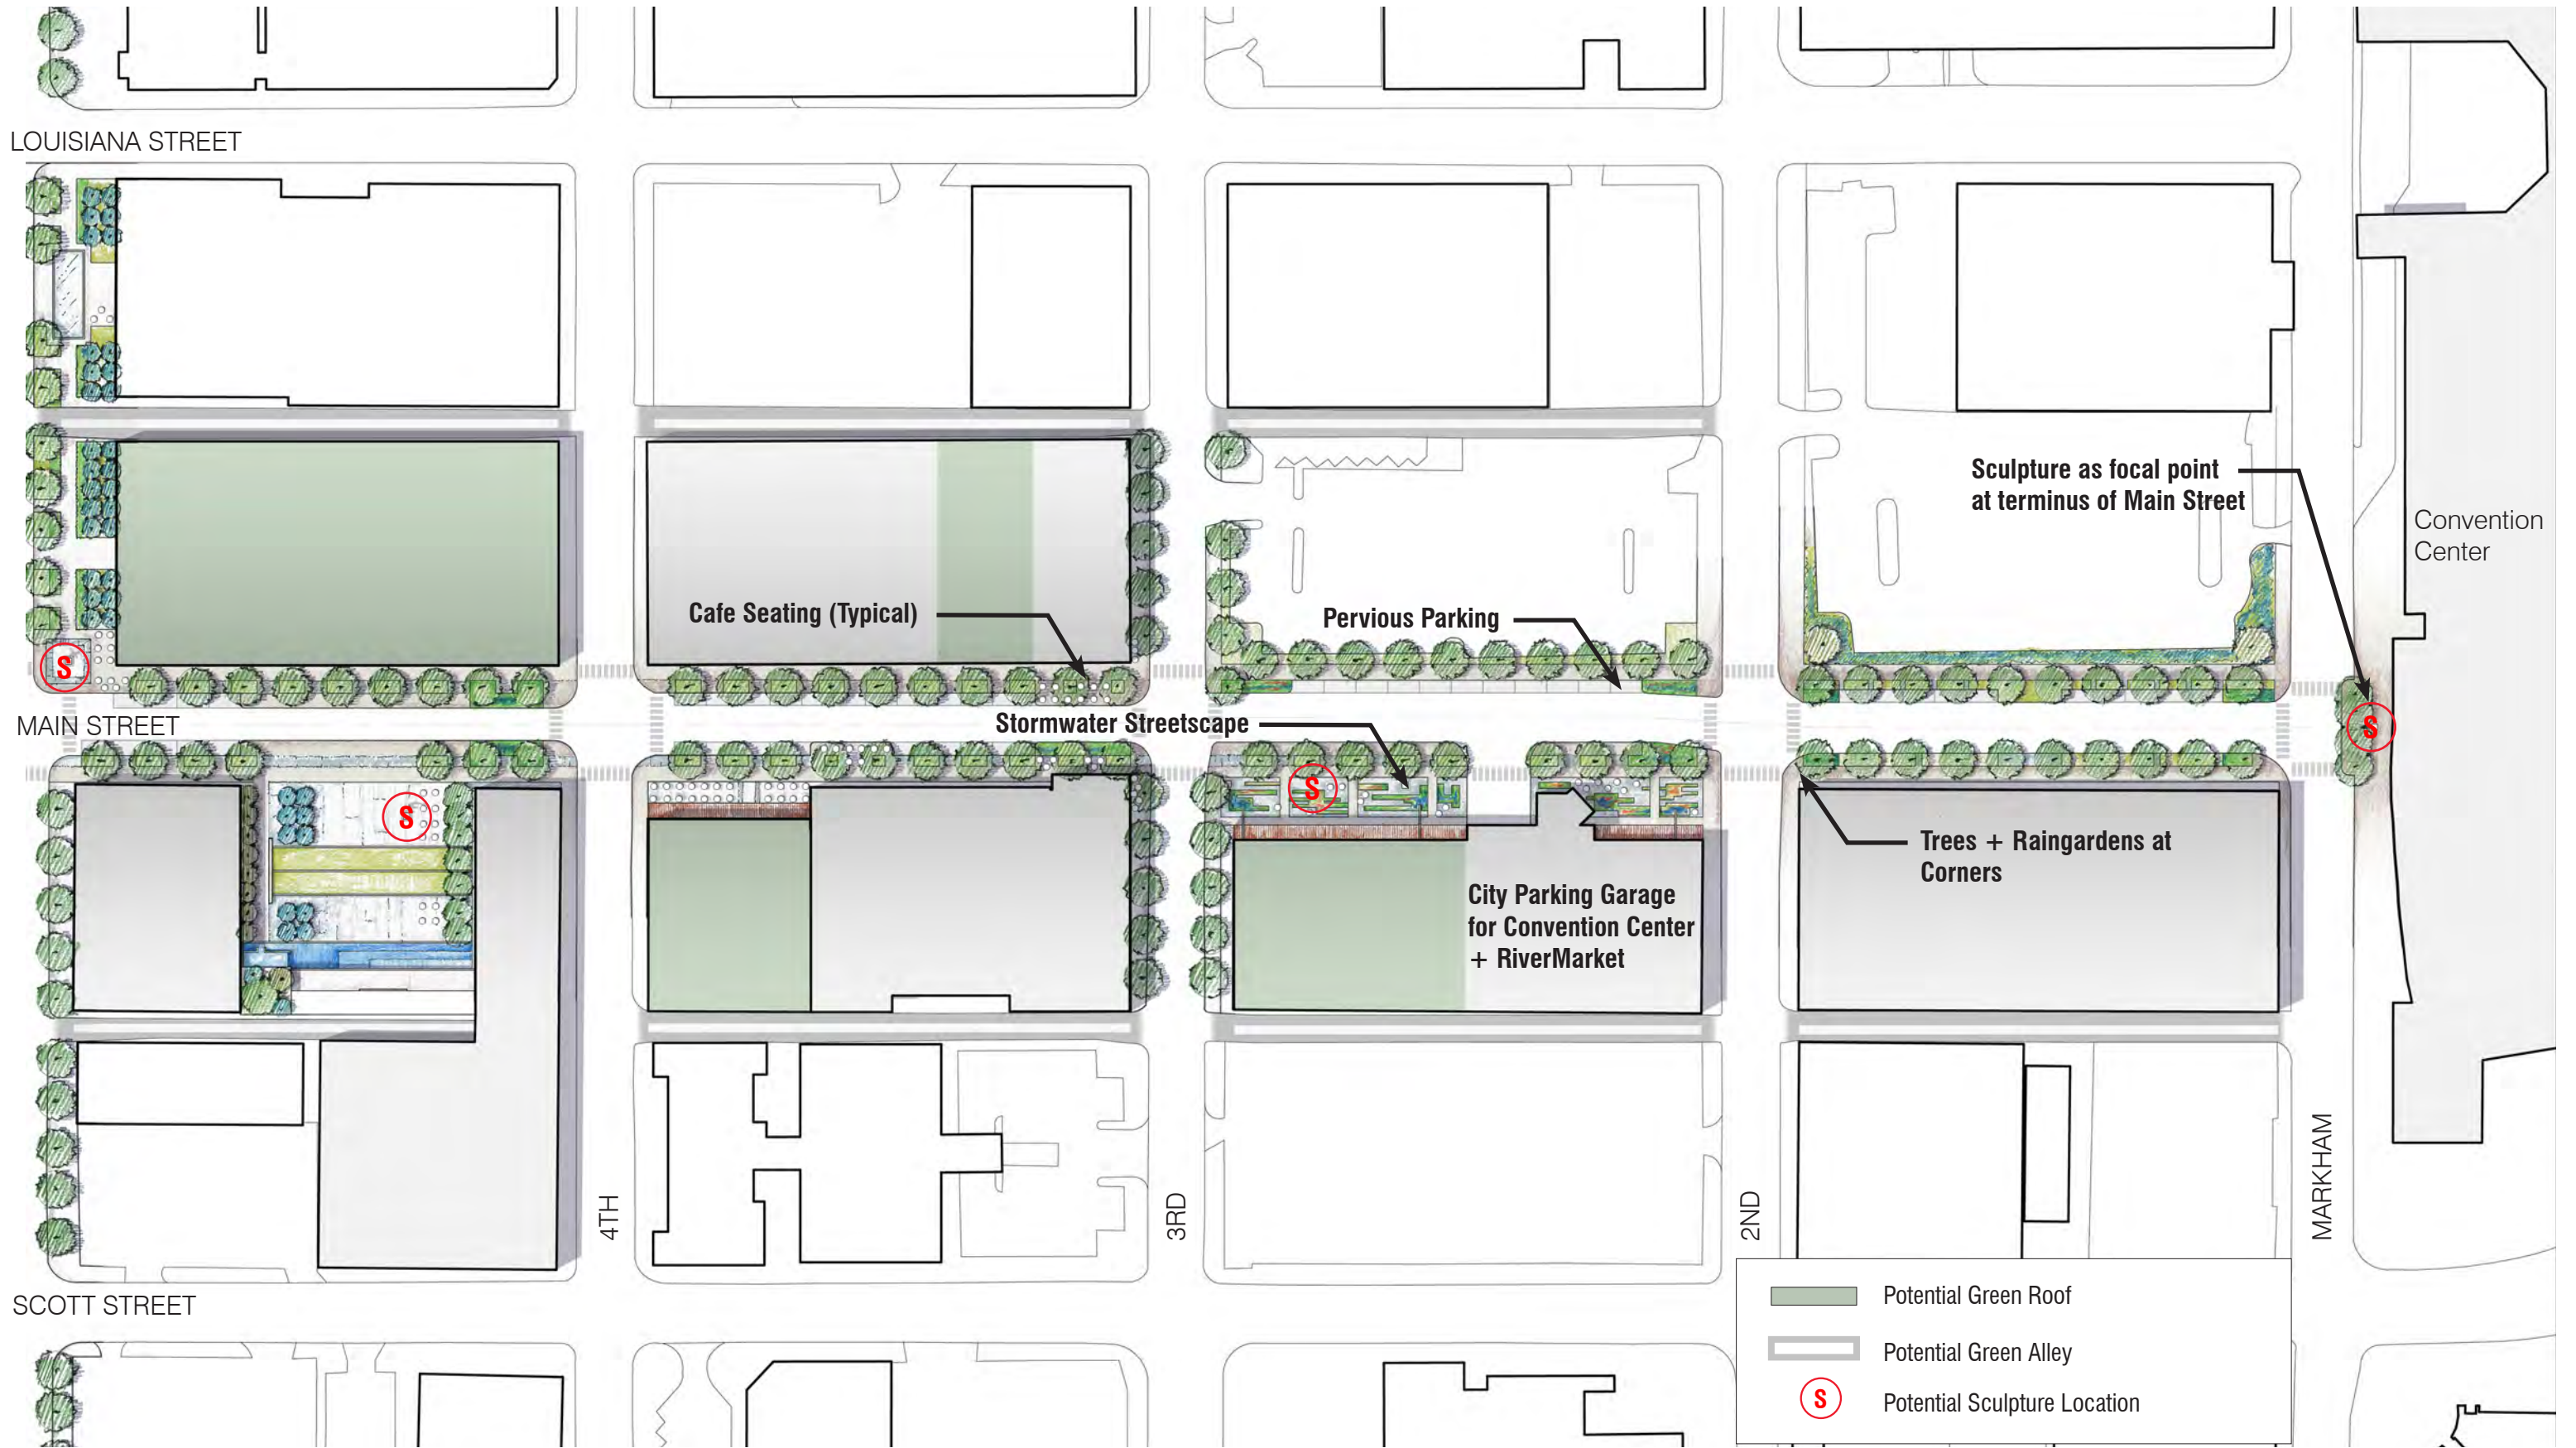 LOUISIANA STREET
Sculpture as focal point
at terminus of Main Street
Convention
Center
Cafe Seating (Typical)
Pervious Parking
S
MAIN STREET
Stormwater Streetscape
S
S
S
Trees + Raingardens at
Corners
City Parking Garage
for Convention Center
+ RiverMarket
4TH
3RD
2ND
MARKHAM
SCOTT STREET
Potential Green Roof
Potential Green Alley
S
Potential Sculpture Location